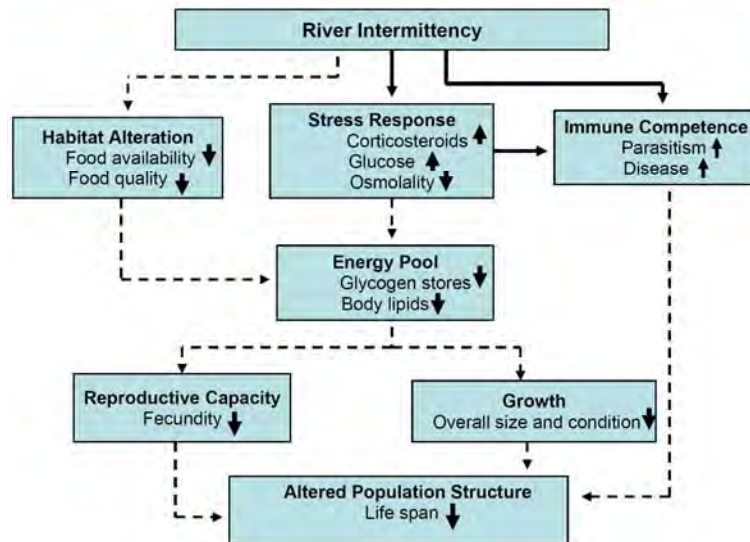 River Intermittency
Habitat Alteration
Food availability
Food quality
Stress Response
Corticosteroids
Glucose
Osmolality
Immune Competence
Parasitism
Disease
Energy Pool
Glycogen stores
Body lipids
Reproductive Capacity
Fecundity
Growth
Overall size and condition
Altered Population Structure
Life span